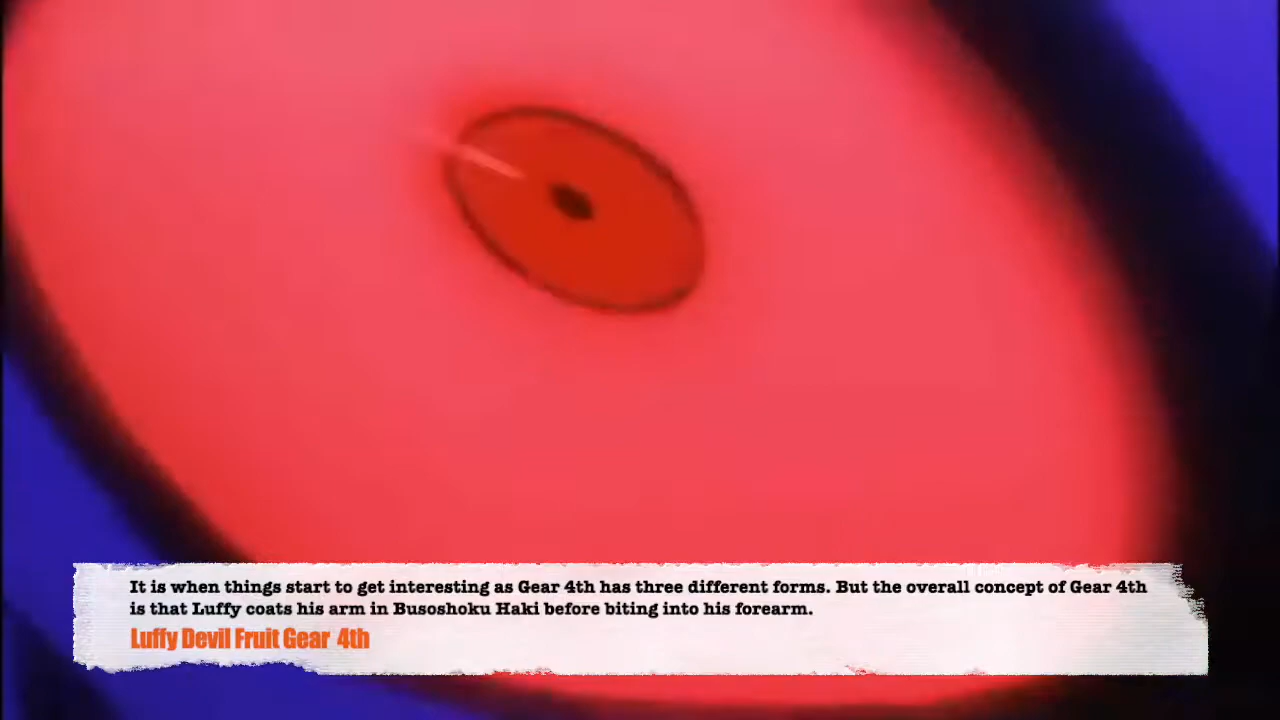 It is when things start to get interesting as Gear 4th has three different forms. But the overall concept of Gear 4th
is that Luffy coats his arm in Busoshoku Haki before biting into his forearm.
Luffy Devil Fruit Gear 4th